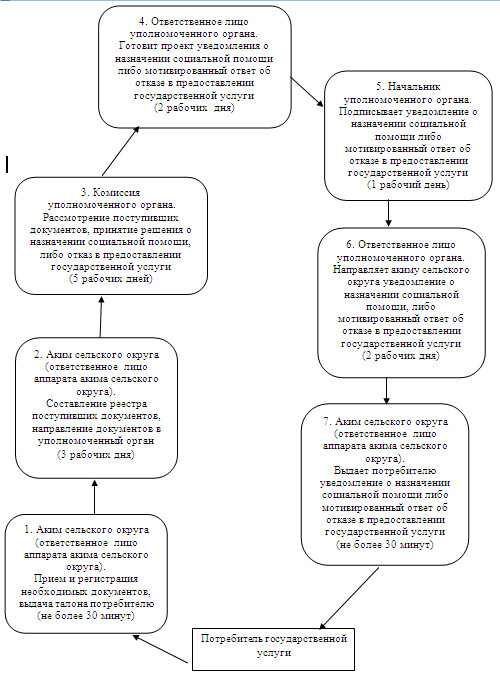 4. Ответственное лицо
уполномоченного органа.
Готовит проект уведомления о
назначении социальной помощи
либо мотивированный ответ об
отказе в предоставлении
государственной услуги
(2 рабочих дня)
5. Начальник
уполномоченного органа.
Подписывает уведомление о
назначении социальной
помощи либо
мотивированный ответ об
отказе в предоставлении
государственной услуги
(1 рабочий день)
3. Комиссия
уполномоченного органа.
Рассмотрение поступивших
документов, принятие решения о
назначении социальной помощи,
либо отказ в предоставлении
государственной услуги
(5 рабочих дней)
6. Ответственное лицо
уполномоченного органа.
Направляет акиму сельского
округа уведомление о
назначении социальной
помощи, либо
мотивированный ответ об
отказе в предоставлении
государственной услуги
(2 рабочих дня)
2. Аким сельского округа
(ответственное лицо
аппарата акима сельского
округа).
Составление реестра
поступивших документов,
направление документов в
уполномоченный орган
(3 рабочих дня)
7. Аким сельского округа
(ответственное лицо
аппарата акима сельского
округа).
Выдает потребителю
уведомление о назначении
социальной помощи либо
мотивированный ответ об
отказе в предоставлении
государственной услуги
(не более 30 минут)
1. Аким сельского округа
(ответственное лицо
аппарата акима сельского
округа).
Прием и регистрация
необходимых документов,
выдача талона потребителю
(не более 30 минут)
Потребитель государственной
услуги